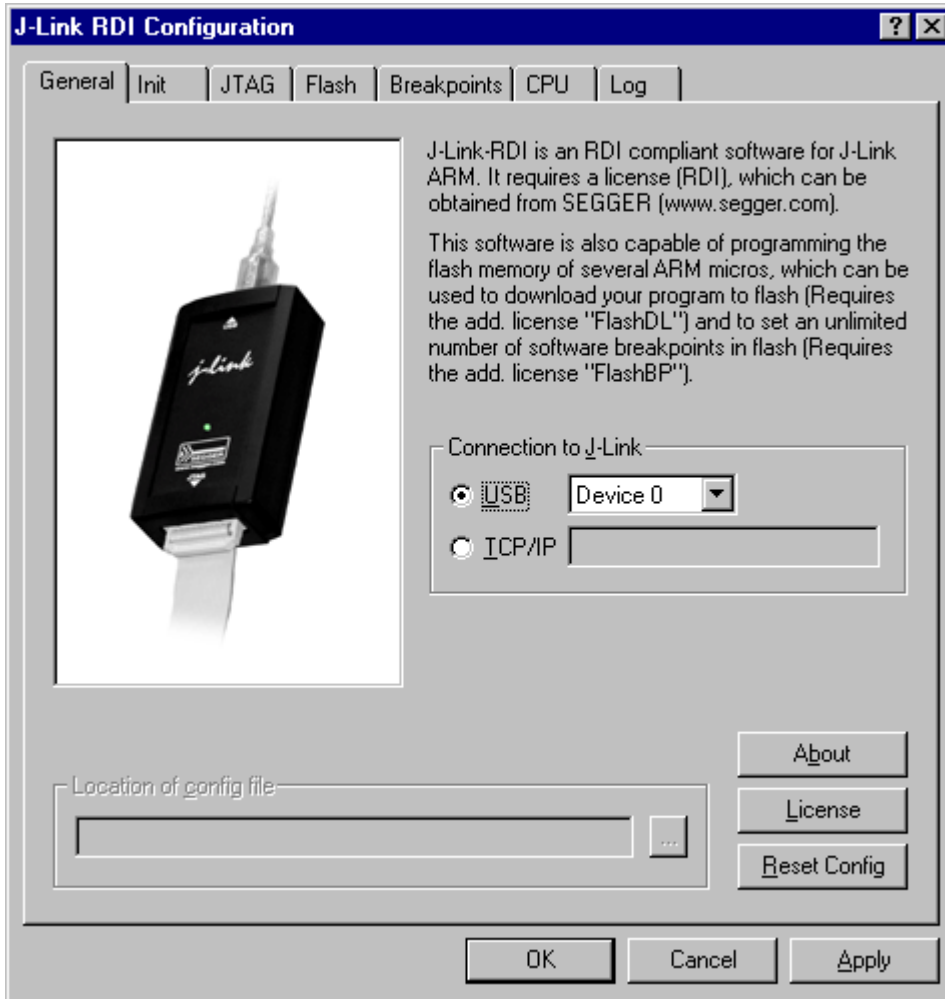 J-Link RDI Configuration
General Init JTAG Flash Breakpoints CPU Log
J-Link-RDI is an RDI compliant software for J-Link
ARM. It requires a license (RDI), which can be
obtained from SEGGER (www.segger.com).
This software is also capable of programming the
flash memory of several ARM micros, which can be
used to download your program to flash (Requires
the add. license "FlashDL") and to set an unlimited
number of software breakpoints in flash (Requires
the add. license "FlashBP").
j-link
SEGGER
JTAG
Connection to J-Link
USB Device 0
TCP/IP
About
Location of config file
License
...
Reset Config
OK Cancel Apply